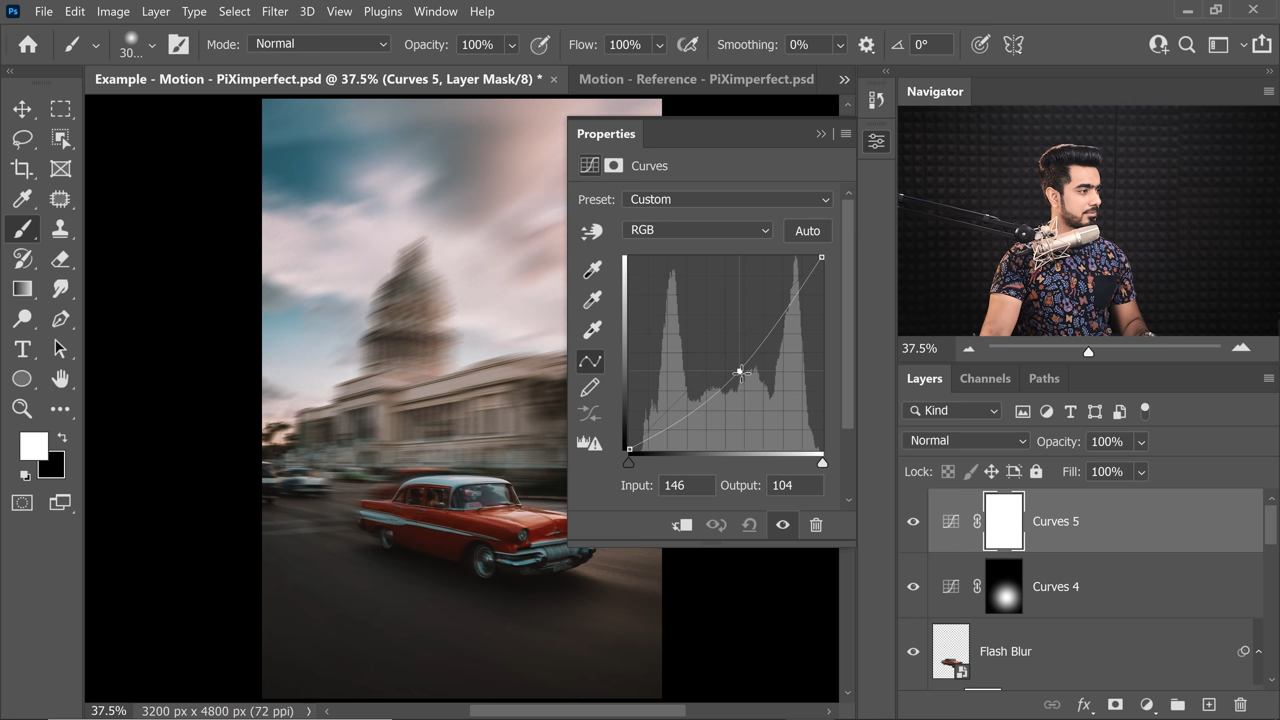 Ps File Edit Image Layer Type Select Filter 3D View Plugins Window Help
30... Mode: Normal Opacity: 100% Flow: 100% Smoothing: 0% 0°
Example - Motion - PiXimperfect.psd @ 37.5% (Curves 5, Layer Mask/8) * Motion - Reference - PiXimperfect.psd
Navigator
Properties
Curves
Preset: Custom
RGB Auto
Input: 146 Output: 104
37.5%
Layers Channels Paths
Kind
Normal Opacity: 100%
Lock: Fill: 100%
Curves 5
Curves 4
Flash Blur
fx
37.5% 3200 px x 4800 px (72 ppi)